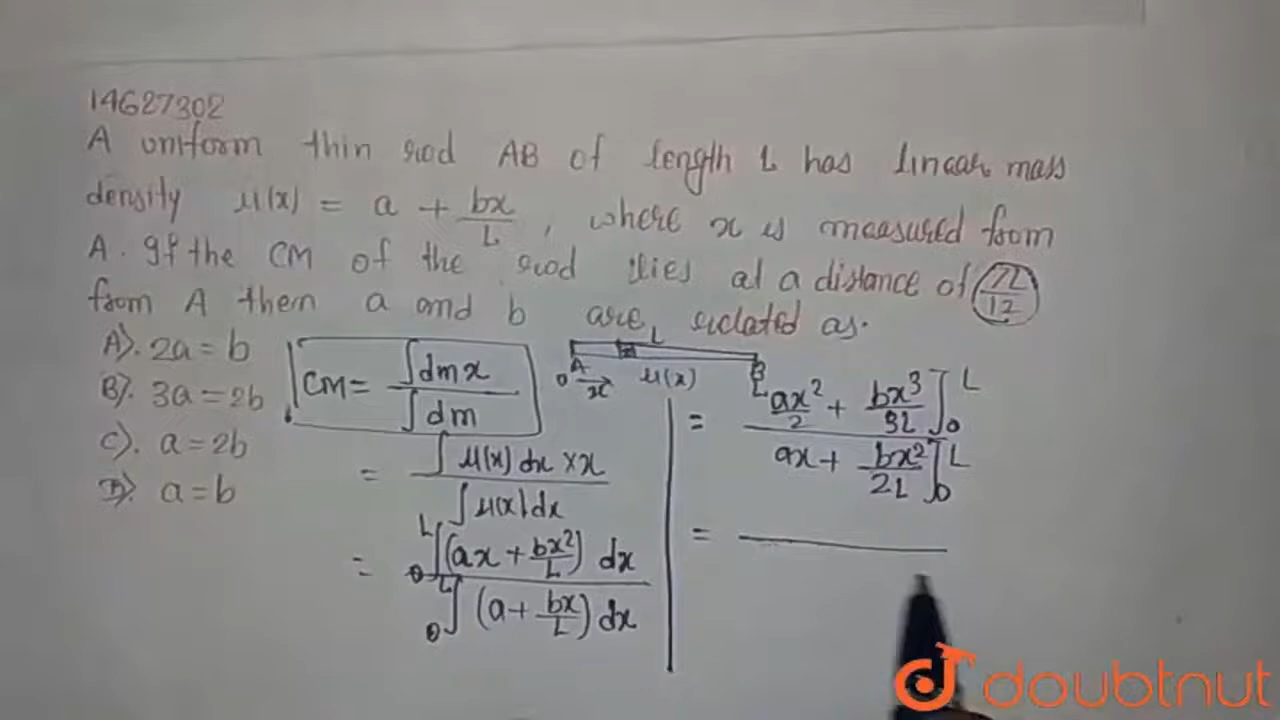 14627302
A uniform thin rod AB of length L has linear mass
density μ(x) = a + bx/L , where x is measured from
A. If the CM of the rod lies at a distance of 7L/12
from A then a and b are related as.
A). 2a = b
B). 3a = 2b
C). a = 2b
D). a = b
CM = ∫dm x / ∫dm
L
A B
0 x μ(x) L
= ∫ μ(x) dx × x / ∫ μ(x) dx
= ₀∫ᴸ (ax + bx²/L) dx / ₀∫ᴸ (a + bx/L) dx
= ax²/2 + bx³/3L ]₀ᴸ / ax + bx²/2L ]₀ᴸ
=
doubtnut